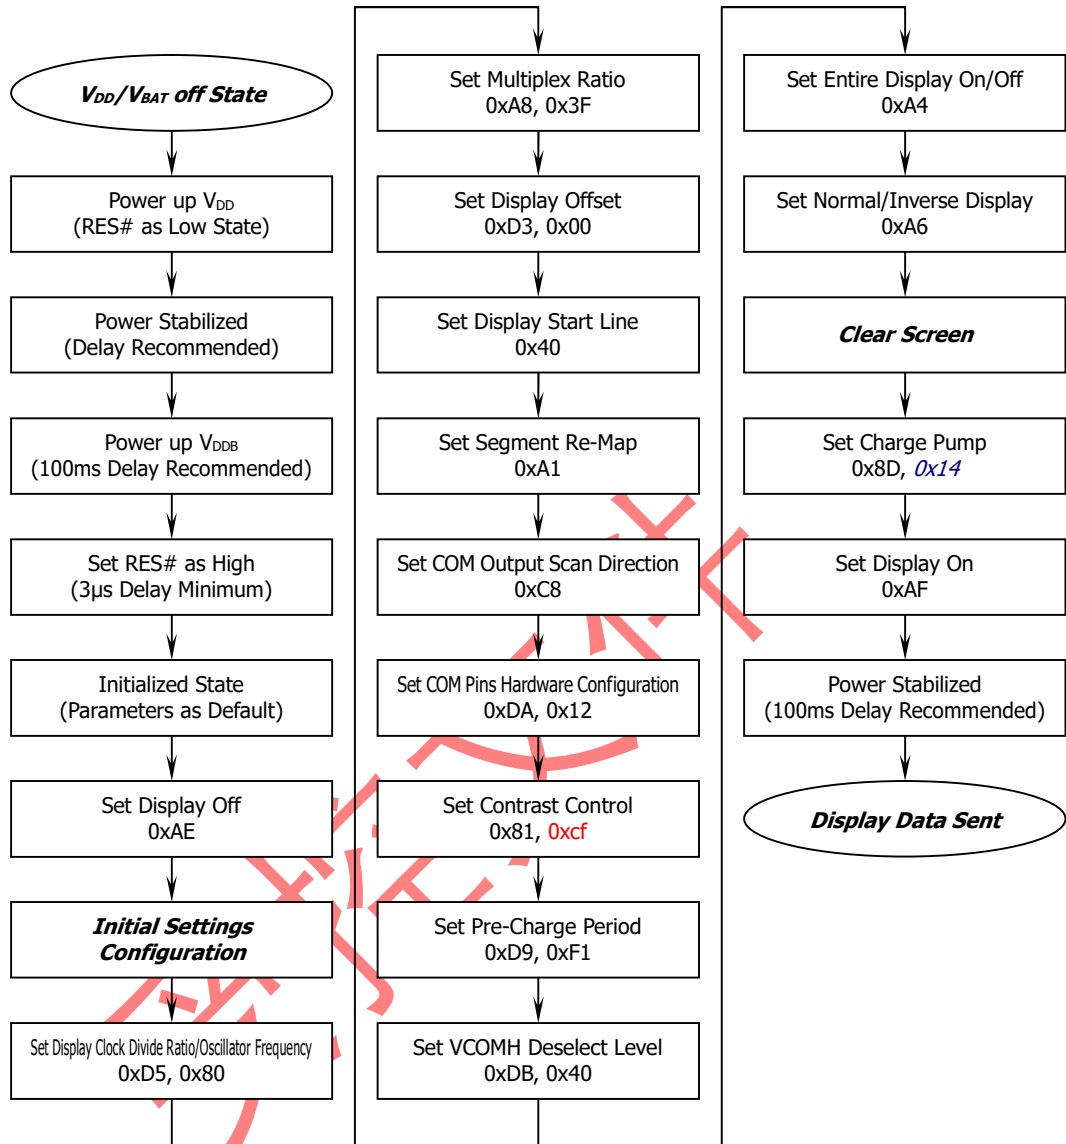 VDD/VBAT off State
Power up VDD
(RES# as Low State)
Power Stabilized
(Delay Recommended)
Power up VDDB
(100ms Delay Recommended)
Set RES# as High
(3µs Delay Minimum)
Initialized State
(Parameters as Default)
Set Display Off
0xAE
Initial Settings
Configuration
Set Display Clock Divide Ratio/Oscillator Frequency
0xD5, 0x80
Set Multiplex Ratio
0xA8, 0x3F
Set Display Offset
0xD3, 0x00
Set Display Start Line
0x40
Set Segment Re-Map
0xA1
Set COM Output Scan Direction
0xC8
Set COM Pins Hardware Configuration
0xDA, 0x12
Set Contrast Control
0x81, 0xcf
Set Pre-Charge Period
0xD9, 0xF1
Set VCOMH Deselect Level
0xDB, 0x40
Set Entire Display On/Off
0xA4
Set Normal/Inverse Display
0xA6
Clear Screen
Set Charge Pump
0x8D, 0x14
Set Display On
0xAF
Power Stabilized
(100ms Delay Recommended)
Display Data Sent